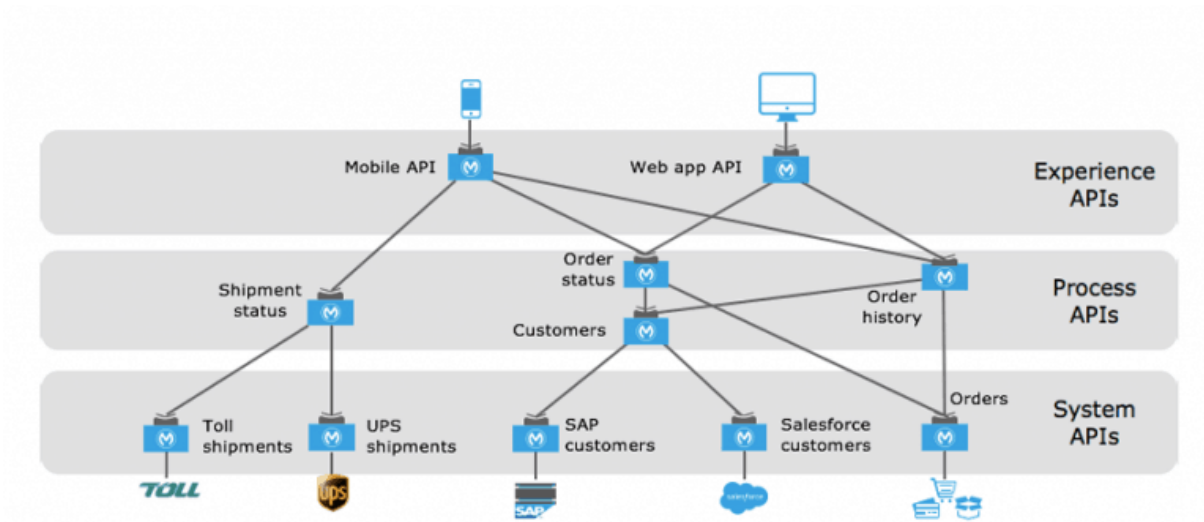 Mobile API
Web app API
Experience
APIs
Order
status
Shipment
status
Order
history
Process
APIs
Customers
Orders
Toll
shipments
UPS
shipments
SAP
customers
Salesforce
customers
System
APIs
TOLL
ups
SAP
salesforce